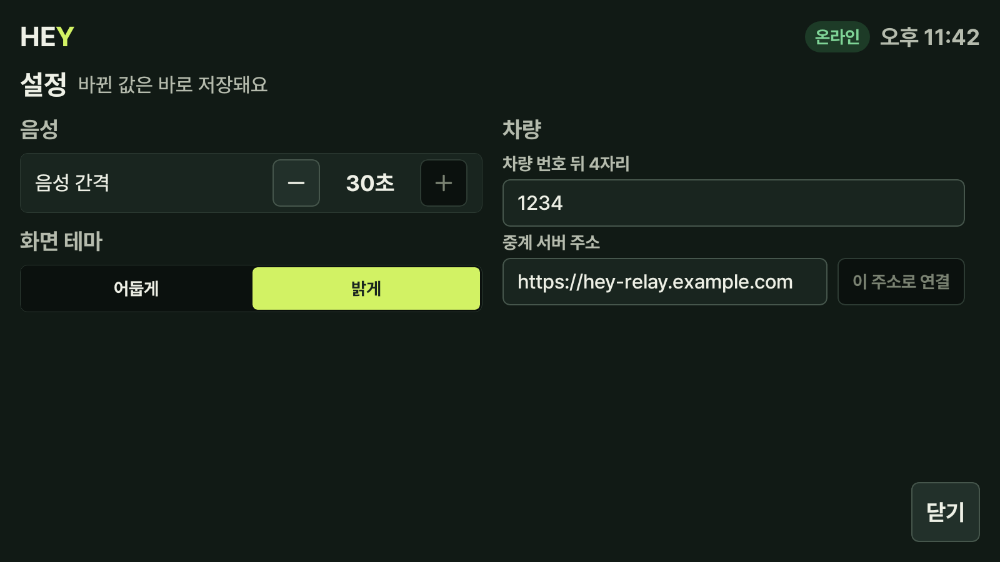 HEY
온라인 오후 11:42
설정 바뀐 값은 바로 저장돼요
음성
음성 간격 − 30초 +
화면 테마
어둡게 밝게
차량
차량 번호 뒤 4자리
1234
중계 서버 주소
https://hey-relay.example.com 이 주소로 연결
닫기